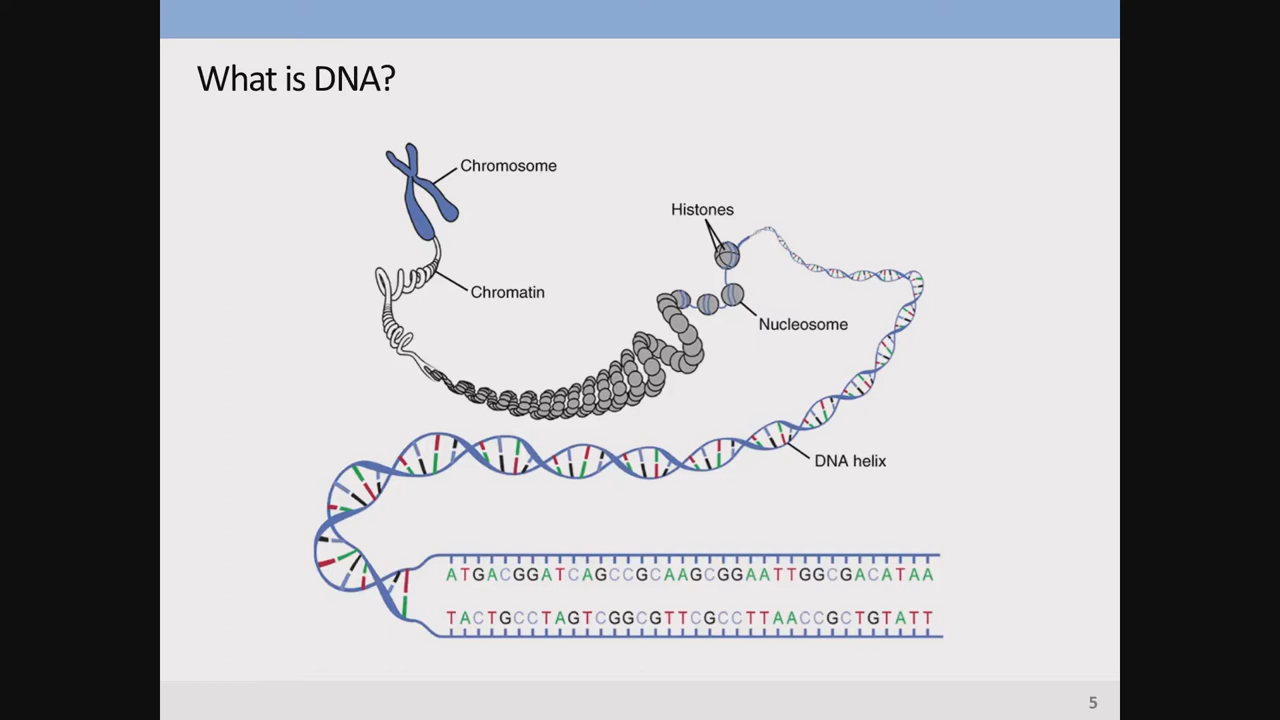 What is DNA?
Chromosome
Histones
Chromatin
Nucleosome
DNA helix
ATGACGGATCAGCCGCAAGCGGAATTGGCGACATAA
TACTGCCTAGTCGGCGTTCGCCTTAACCGCTGTATT
5